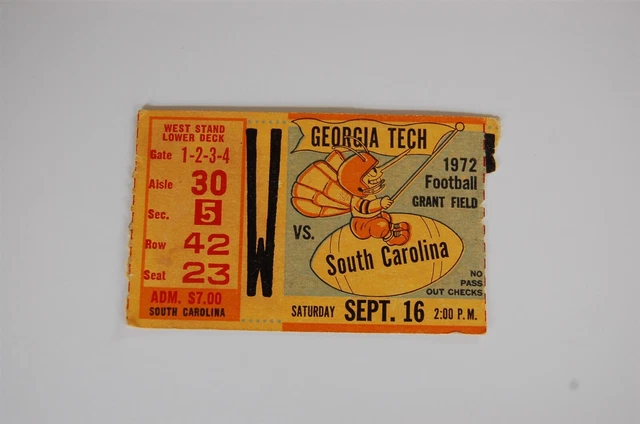 WEST STAND
LOWER DECK
Gate 1-2-3-4
Aisle 30
Sec. 5
Row 42
Seat 23
ADM. $7.00
SOUTH CAROLINA
W
GEORGIA TECH
1972
Football
GRANT FIELD
VS.
South Carolina
NO
PASS
OUT CHECKS
SATURDAY SEPT. 16 2:00 P.M.